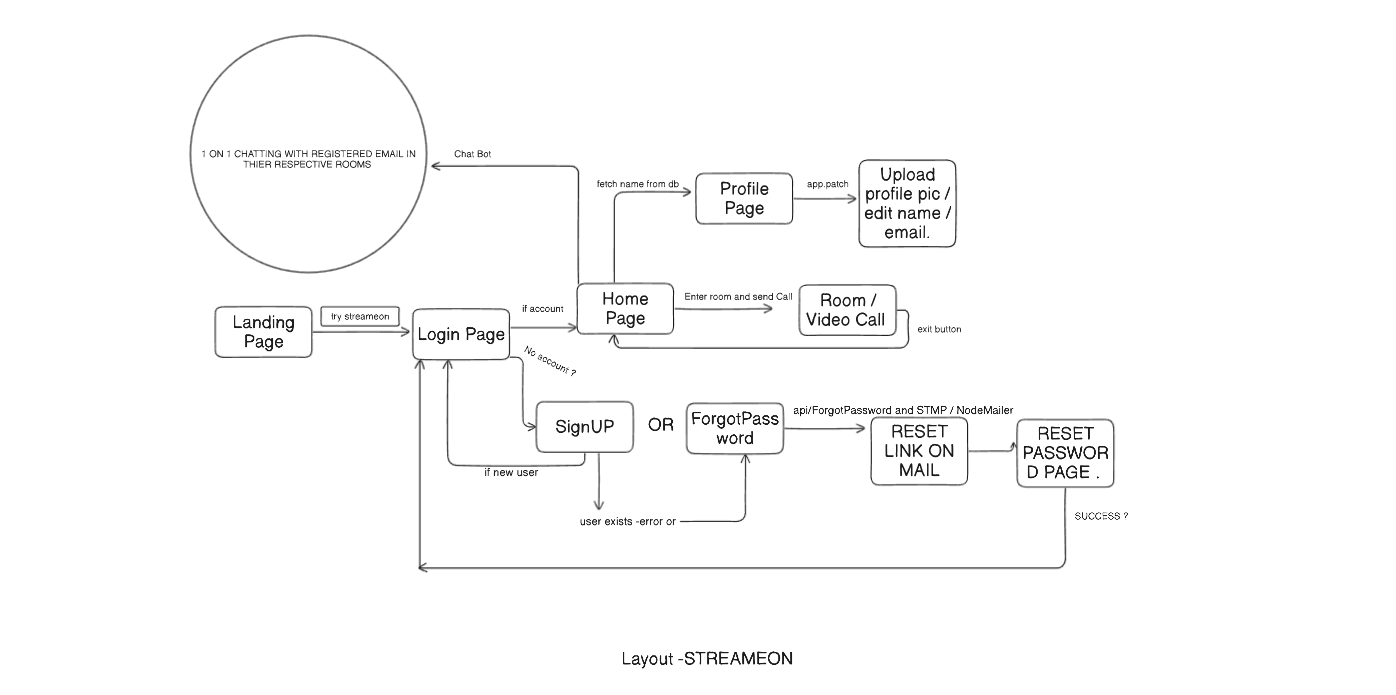 1 ON 1 CHATTING WITH REGISTERED EMAIL IN
THIER RESPECTIVE ROOMS
Chat Bot
fetch name from db
Profile
Page
app.patch
Upload
profile pic /
edit name /
email.
Landing
Page
try streameon
Login Page
if account
Home
Page
Enter room and send Call
Room /
Video Call
exit button
No account ?
SignUP
OR
ForgotPass
word
api/ForgotPassword and STMP / NodeMailer
RESET
LINK ON
MAIL
RESET
PASSWOR
D PAGE .
if new user
user exists -error or
SUCCESS ?
Layout -STREAMEON